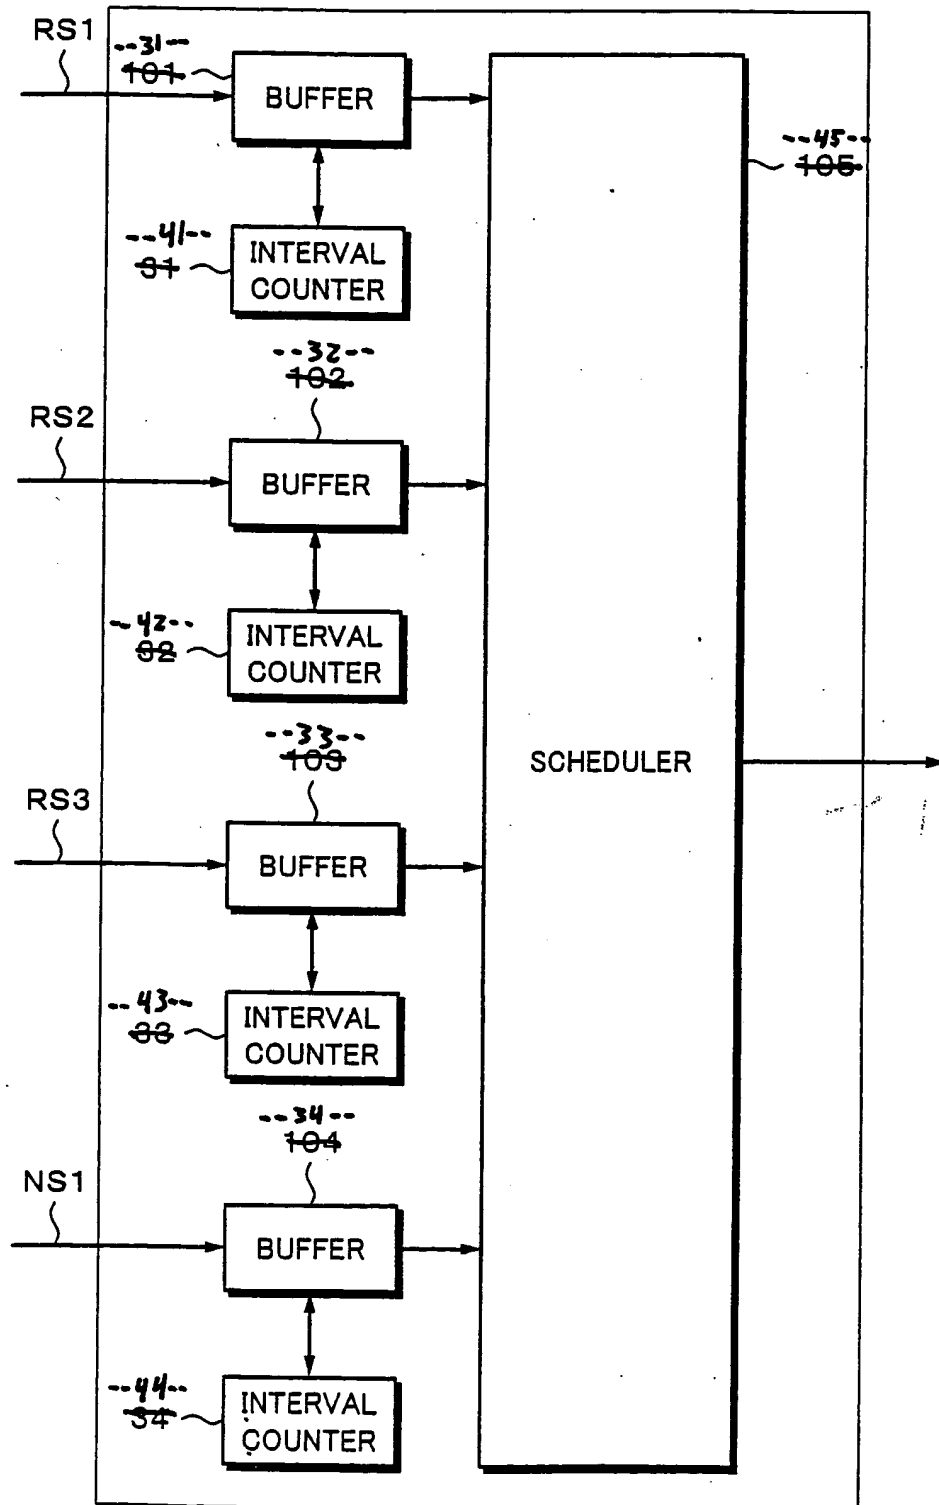 RS1
--31--
101
BUFFER
--45--
105
--41--
31
INTERVAL
COUNTER
--32--
102
RS2
BUFFER
--42--
32
INTERVAL
COUNTER
--33--
103
SCHEDULER
RS3
BUFFER
--43--
33
INTERVAL
COUNTER
--34--
104
NS1
BUFFER
--44--
34
INTERVAL
COUNTER